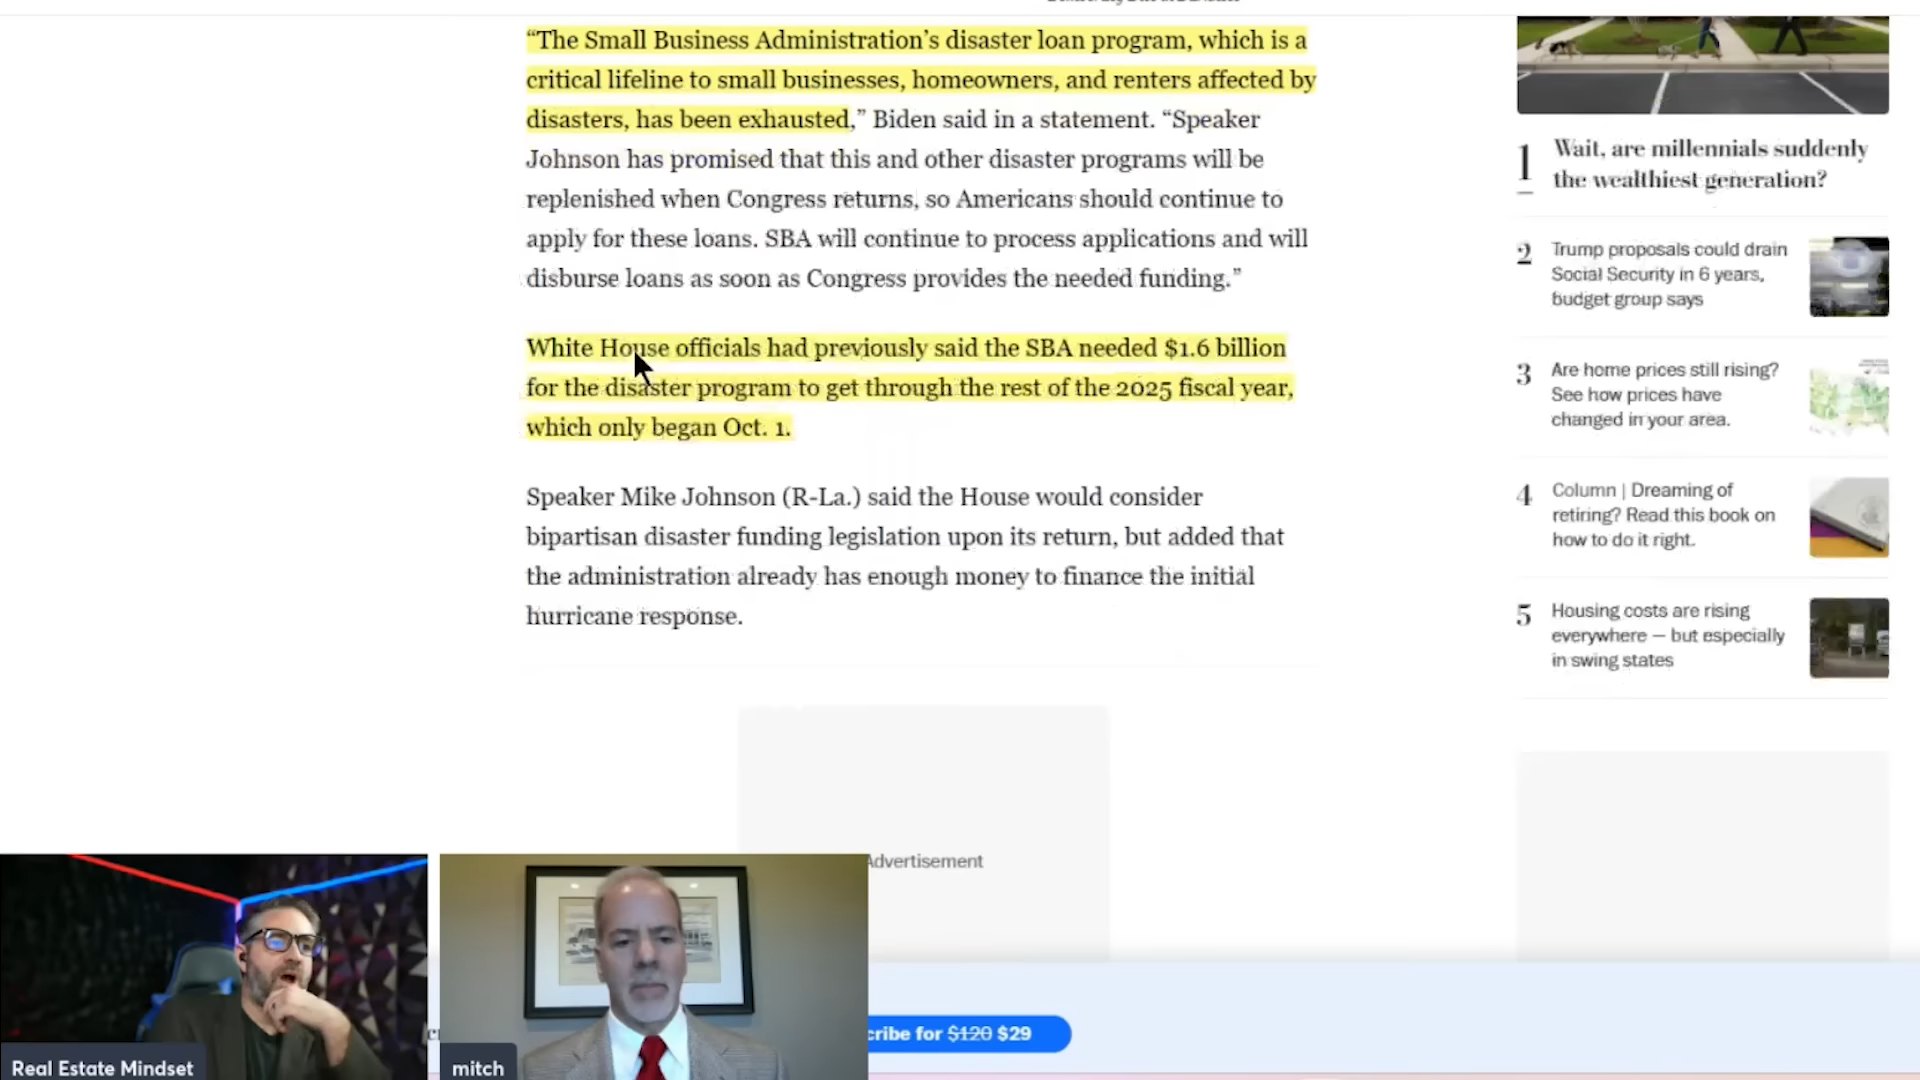 “The Small Business Administration’s disaster loan program, which is a
critical lifeline to small businesses, homeowners, and renters affected by
disasters, has been exhausted,” Biden said in a statement. “Speaker
Johnson has promised that this and other disaster programs will be
replenished when Congress returns, so Americans should continue to
apply for these loans. SBA will continue to process applications and will
disburse loans as soon as Congress provides the needed funding.”
White House officials had previously said the SBA needed $1.6 billion
for the disaster program to get through the rest of the 2025 fiscal year,
which only began Oct. 1.
Speaker Mike Johnson (R-La.) said the House would consider
bipartisan disaster funding legislation upon its return, but added that
the administration already has enough money to finance the initial
hurricane response.
Advertisement
1
Wait, are millennials suddenly
the wealthiest generation?
2
Trump proposals could drain
Social Security in 6 years,
budget group says
3
Are home prices still rising?
See how prices have
changed in your area.
4
Column | Dreaming of
retiring? Read this book on
how to do it right.
5
Housing costs are rising
everywhere — but especially
in swing states
cribe for $120 $29
Real Estate Mindset
mitch